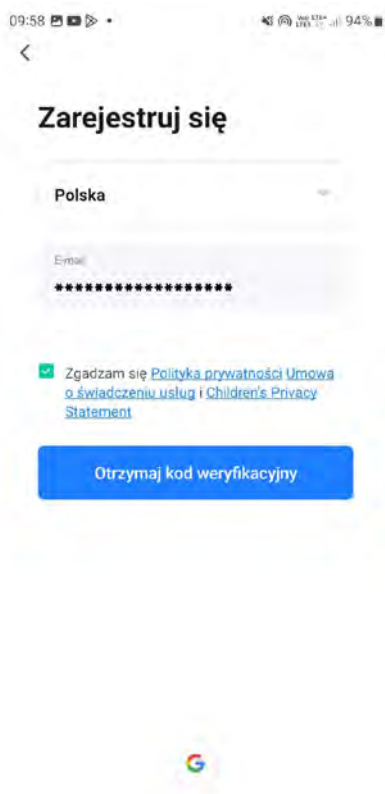 09:58
94%
Zarejestruj się
Polska
E-mail
******************
Zgadzam się Polityka prywatności Umowa
o świadczeniu usług i Children's Privacy
Statement
Otrzymaj kod weryfikacyjny
G